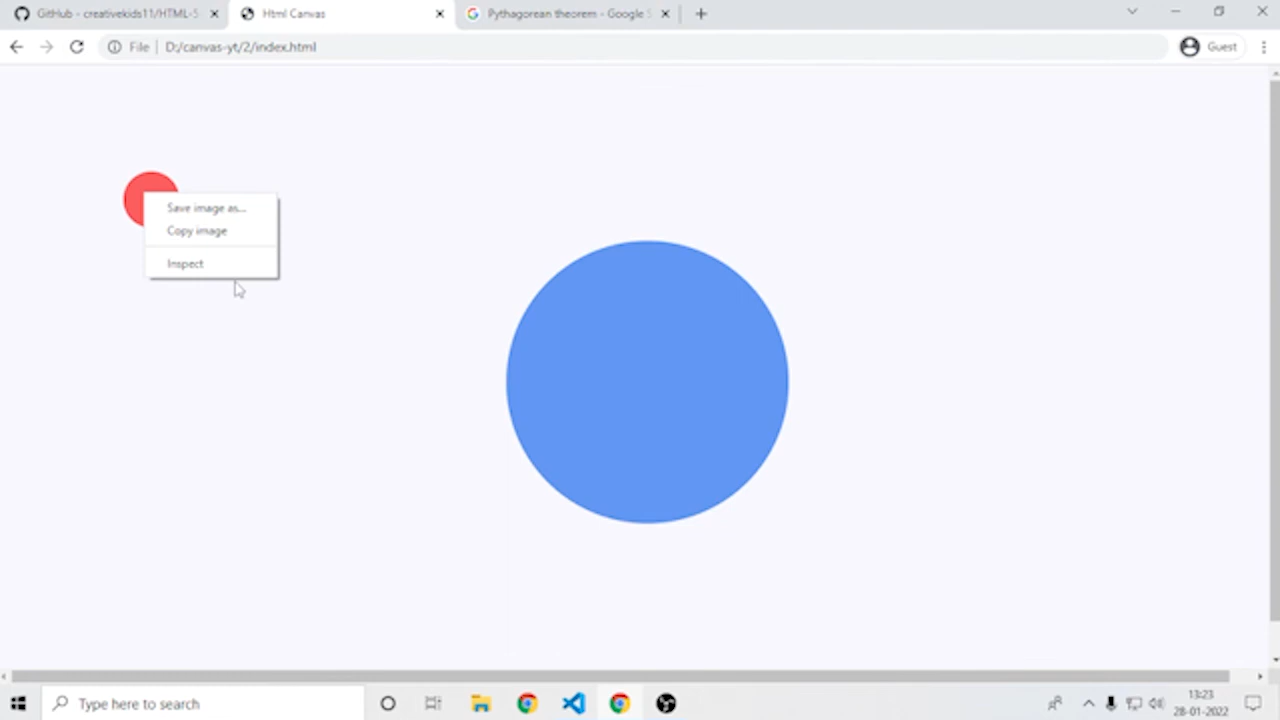 GitHub - creativekids11/HTML-5
Html Canvas
Pythagorean theorem - Google S
File
D:/canvas-yt/2/index.html
Guest
Save image as...
Copy image
Inspect
Type here to search
13:23
28-01-2022